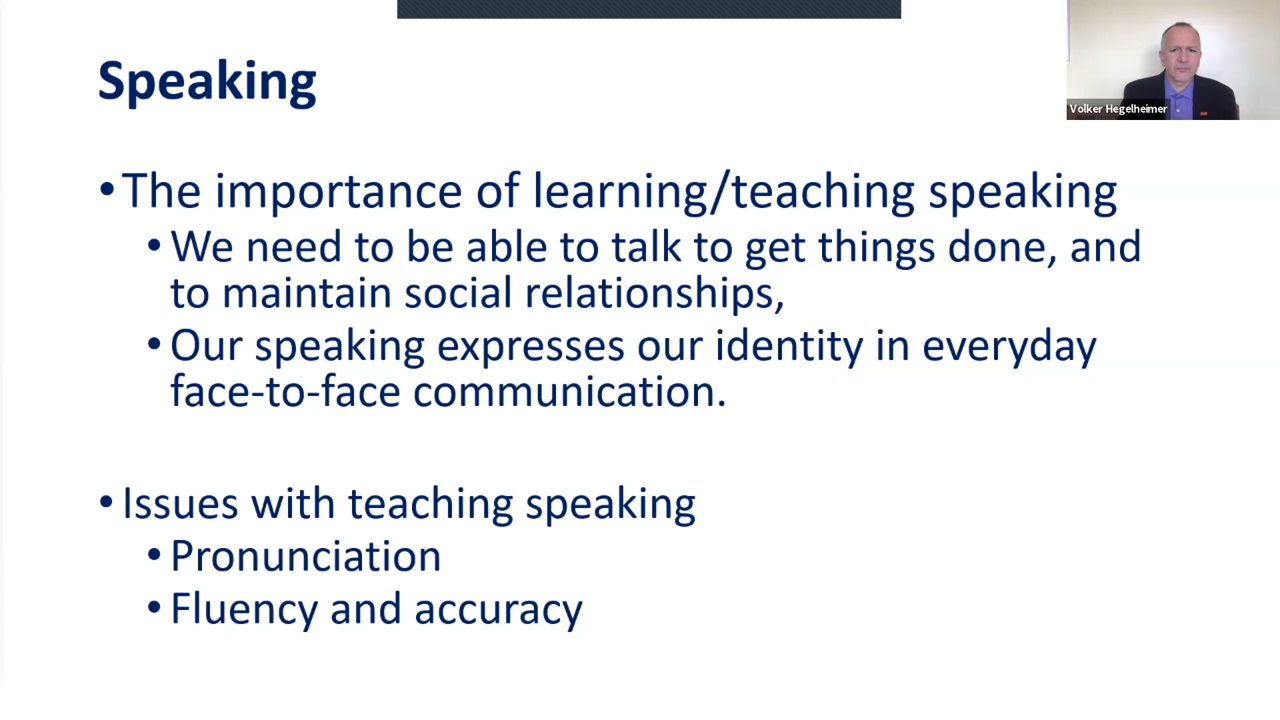 Speaking
Volker Hegelheimer
•The importance of learning/teaching speaking
•We need to be able to talk to get things done, and
to maintain social relationships,
•Our speaking expresses our identity in everyday
face-to-face communication.
•Issues with teaching speaking
•Pronunciation
•Fluency and accuracy